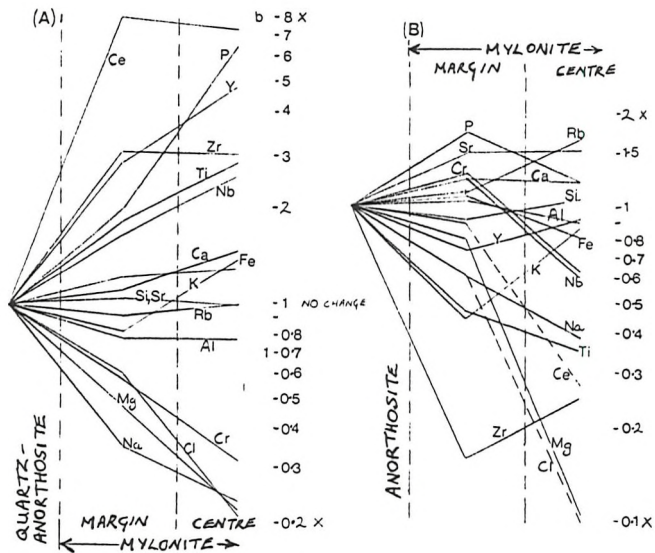 (A)
b
-8 X
-7
-6
-5
-4
-3
-2
-1 NO CHANGE
-
-0·8
1-0·7
-0·6
-0·5
-0·4
-0·3
-0·2 X
Ce
P
Y
Zr
Ti
Nb
Ca
Fe
K
Si,Sr
Rb
Al
Mg
Na
Cl
Cr
QUARTZ-
ANORTHOSITE
MARGIN
CENTRE
MYLONITE
(B)
MYLONITE
MARGIN
CENTRE
-2 X
-1·5
-1
-
-0·8
-0·7
-0·6
-0·5
-0·4
-0·3
-0·2
-0·1X
P
Rb
Sr
Cr
Ca
Si
Al
Y
Fe
K
Nb
Na
Ti
Ce
Zr
Mg
Cl
ANORTHOSITE